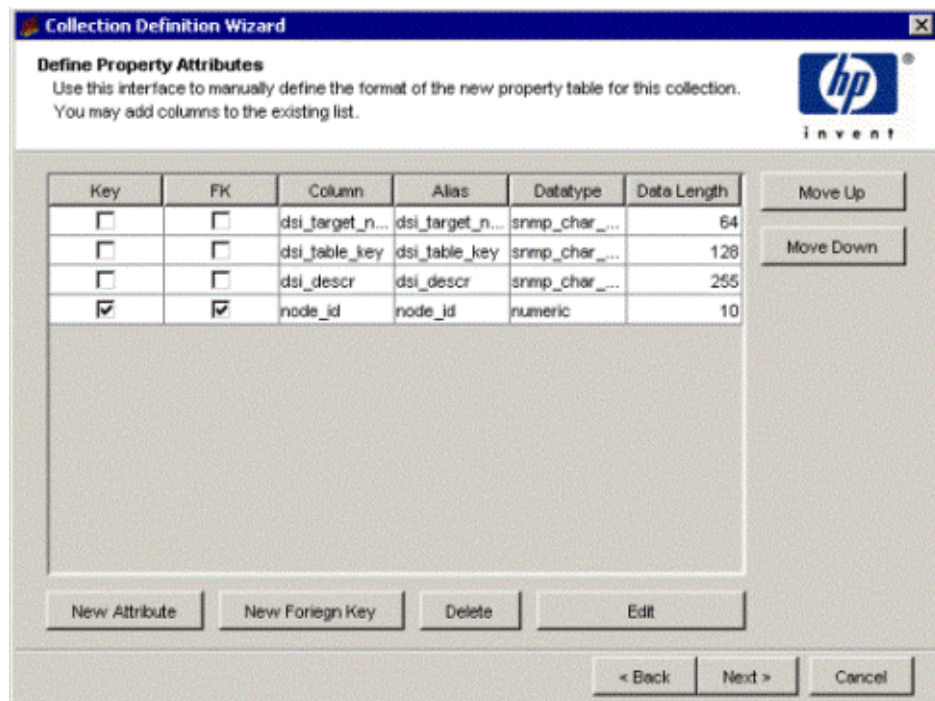 Collection Definition Wizard
Define Property Attributes
Use this interface to manually define the format of the new property table for this collection.
You may add columns to the existing list.
hp
®
invent
Key FK Column Alias Datatype Data Length
dsi_target_n... dsi_target_n... snmp_char_... 64
dsi_table_key dsi_table_key snmp_char_... 128
dsi_descr dsi_descr snmp_char_... 255
node_id node_id numeric 10
Move Up
Move Down
New Attribute New Foriegn Key Delete Edit
< Back Next > Cancel